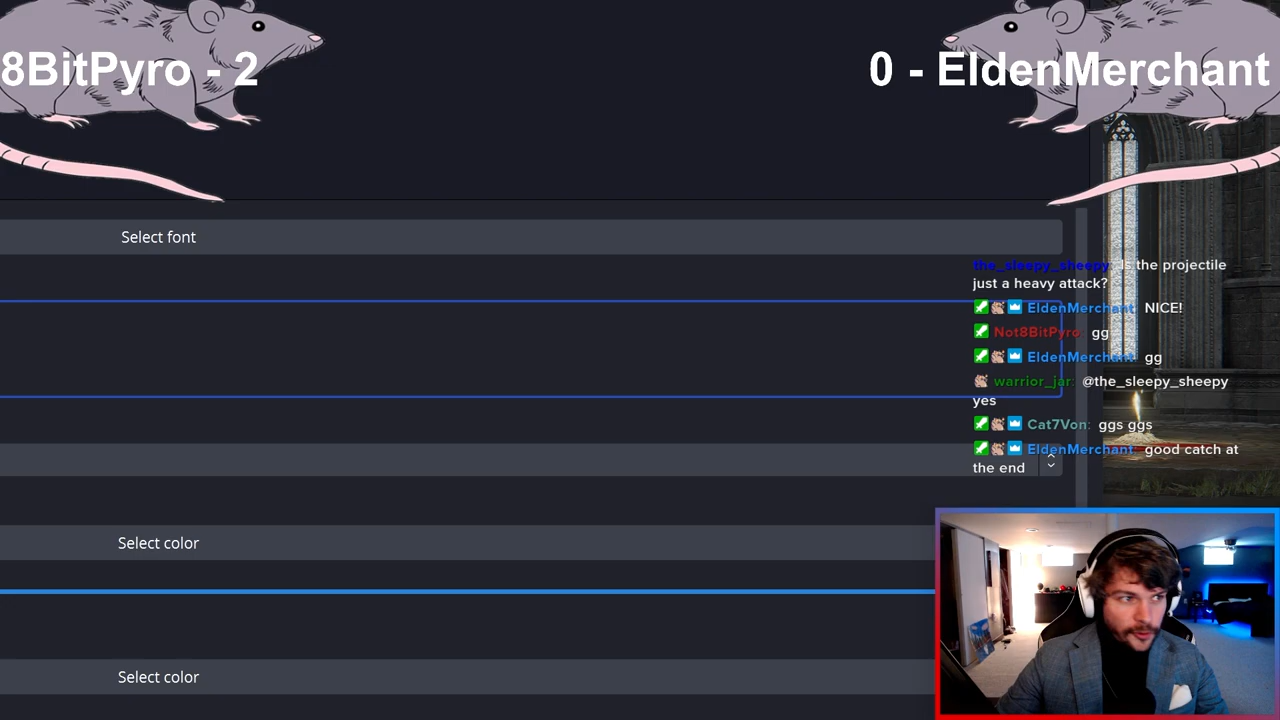 8BitPyro - 2
0 - EldenMerchant
Select font
the_sleepy_sheepy: Is the projectile
just a heavy attack?
EldenMerchant: NICE!
Not8BitPyro: gg
EldenMerchant: gg
warrior_jar: @the_sleepy_sheepy
yes
Cat7Von: ggs ggs
EldenMerchant: good catch at
the end
Select color
Select color